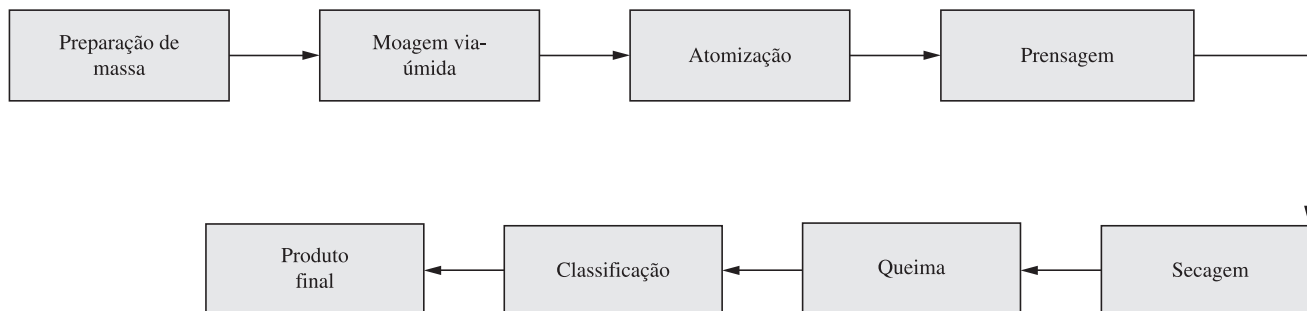 Preparação de
massa
Moagem via-
úmida
Atomização
Prensagem
Produto
final
Classificação
Queima
Secagem